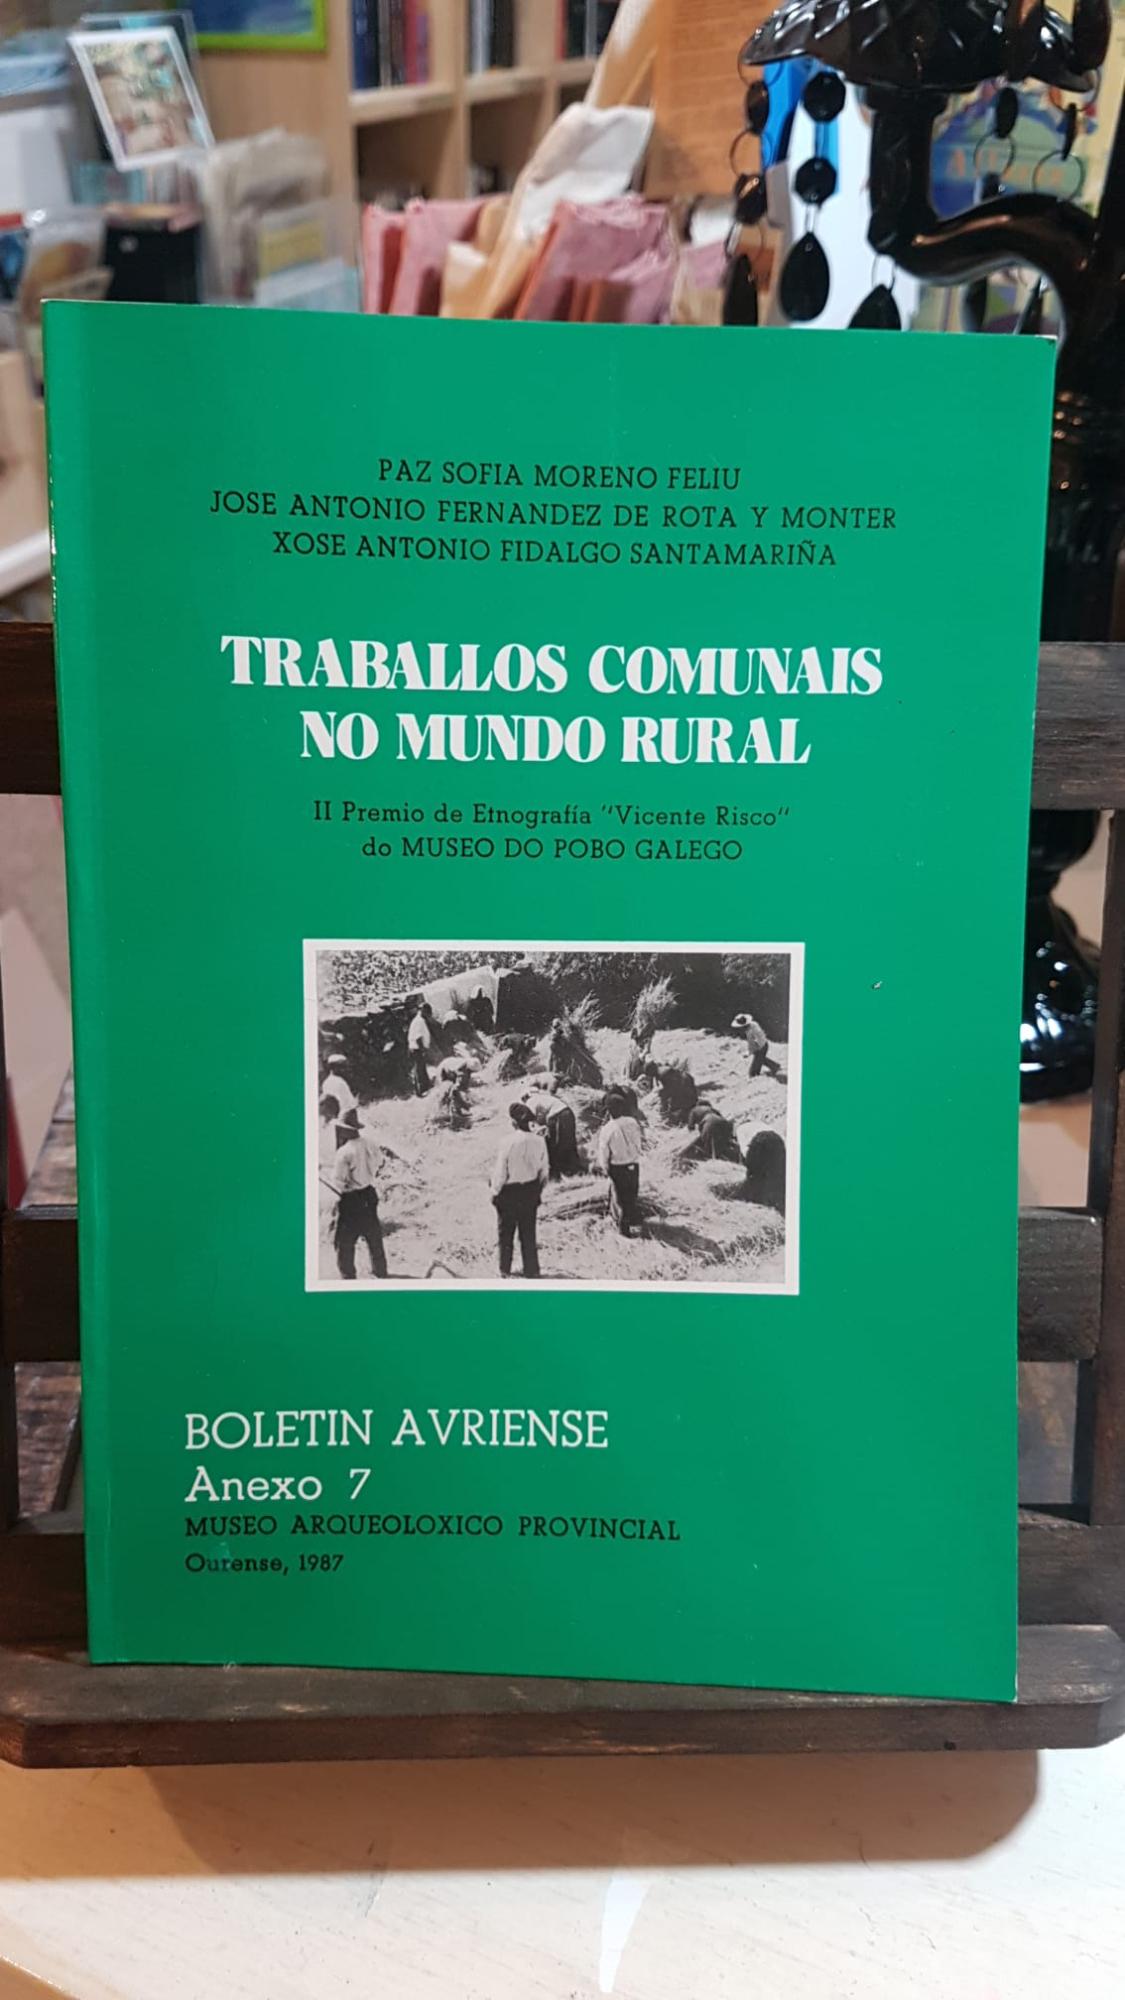 PAZ SOFIA MORENO FELIU
JOSE ANTONIO FERNANDEZ DE ROTA Y MONTER
XOSE ANTONIO FIDALGO SANTAMARIÑA
TRABALLOS COMUNAIS
NO MUNDO RURAL
II Premio de Etnografía "Vicente Risco"
do MUSEO DO POBO GALEGO
BOLETIN AVRIENSE
Anexo 7
MUSEO ARQUEOLOXICO PROVINCIAL
Ourense, 1987